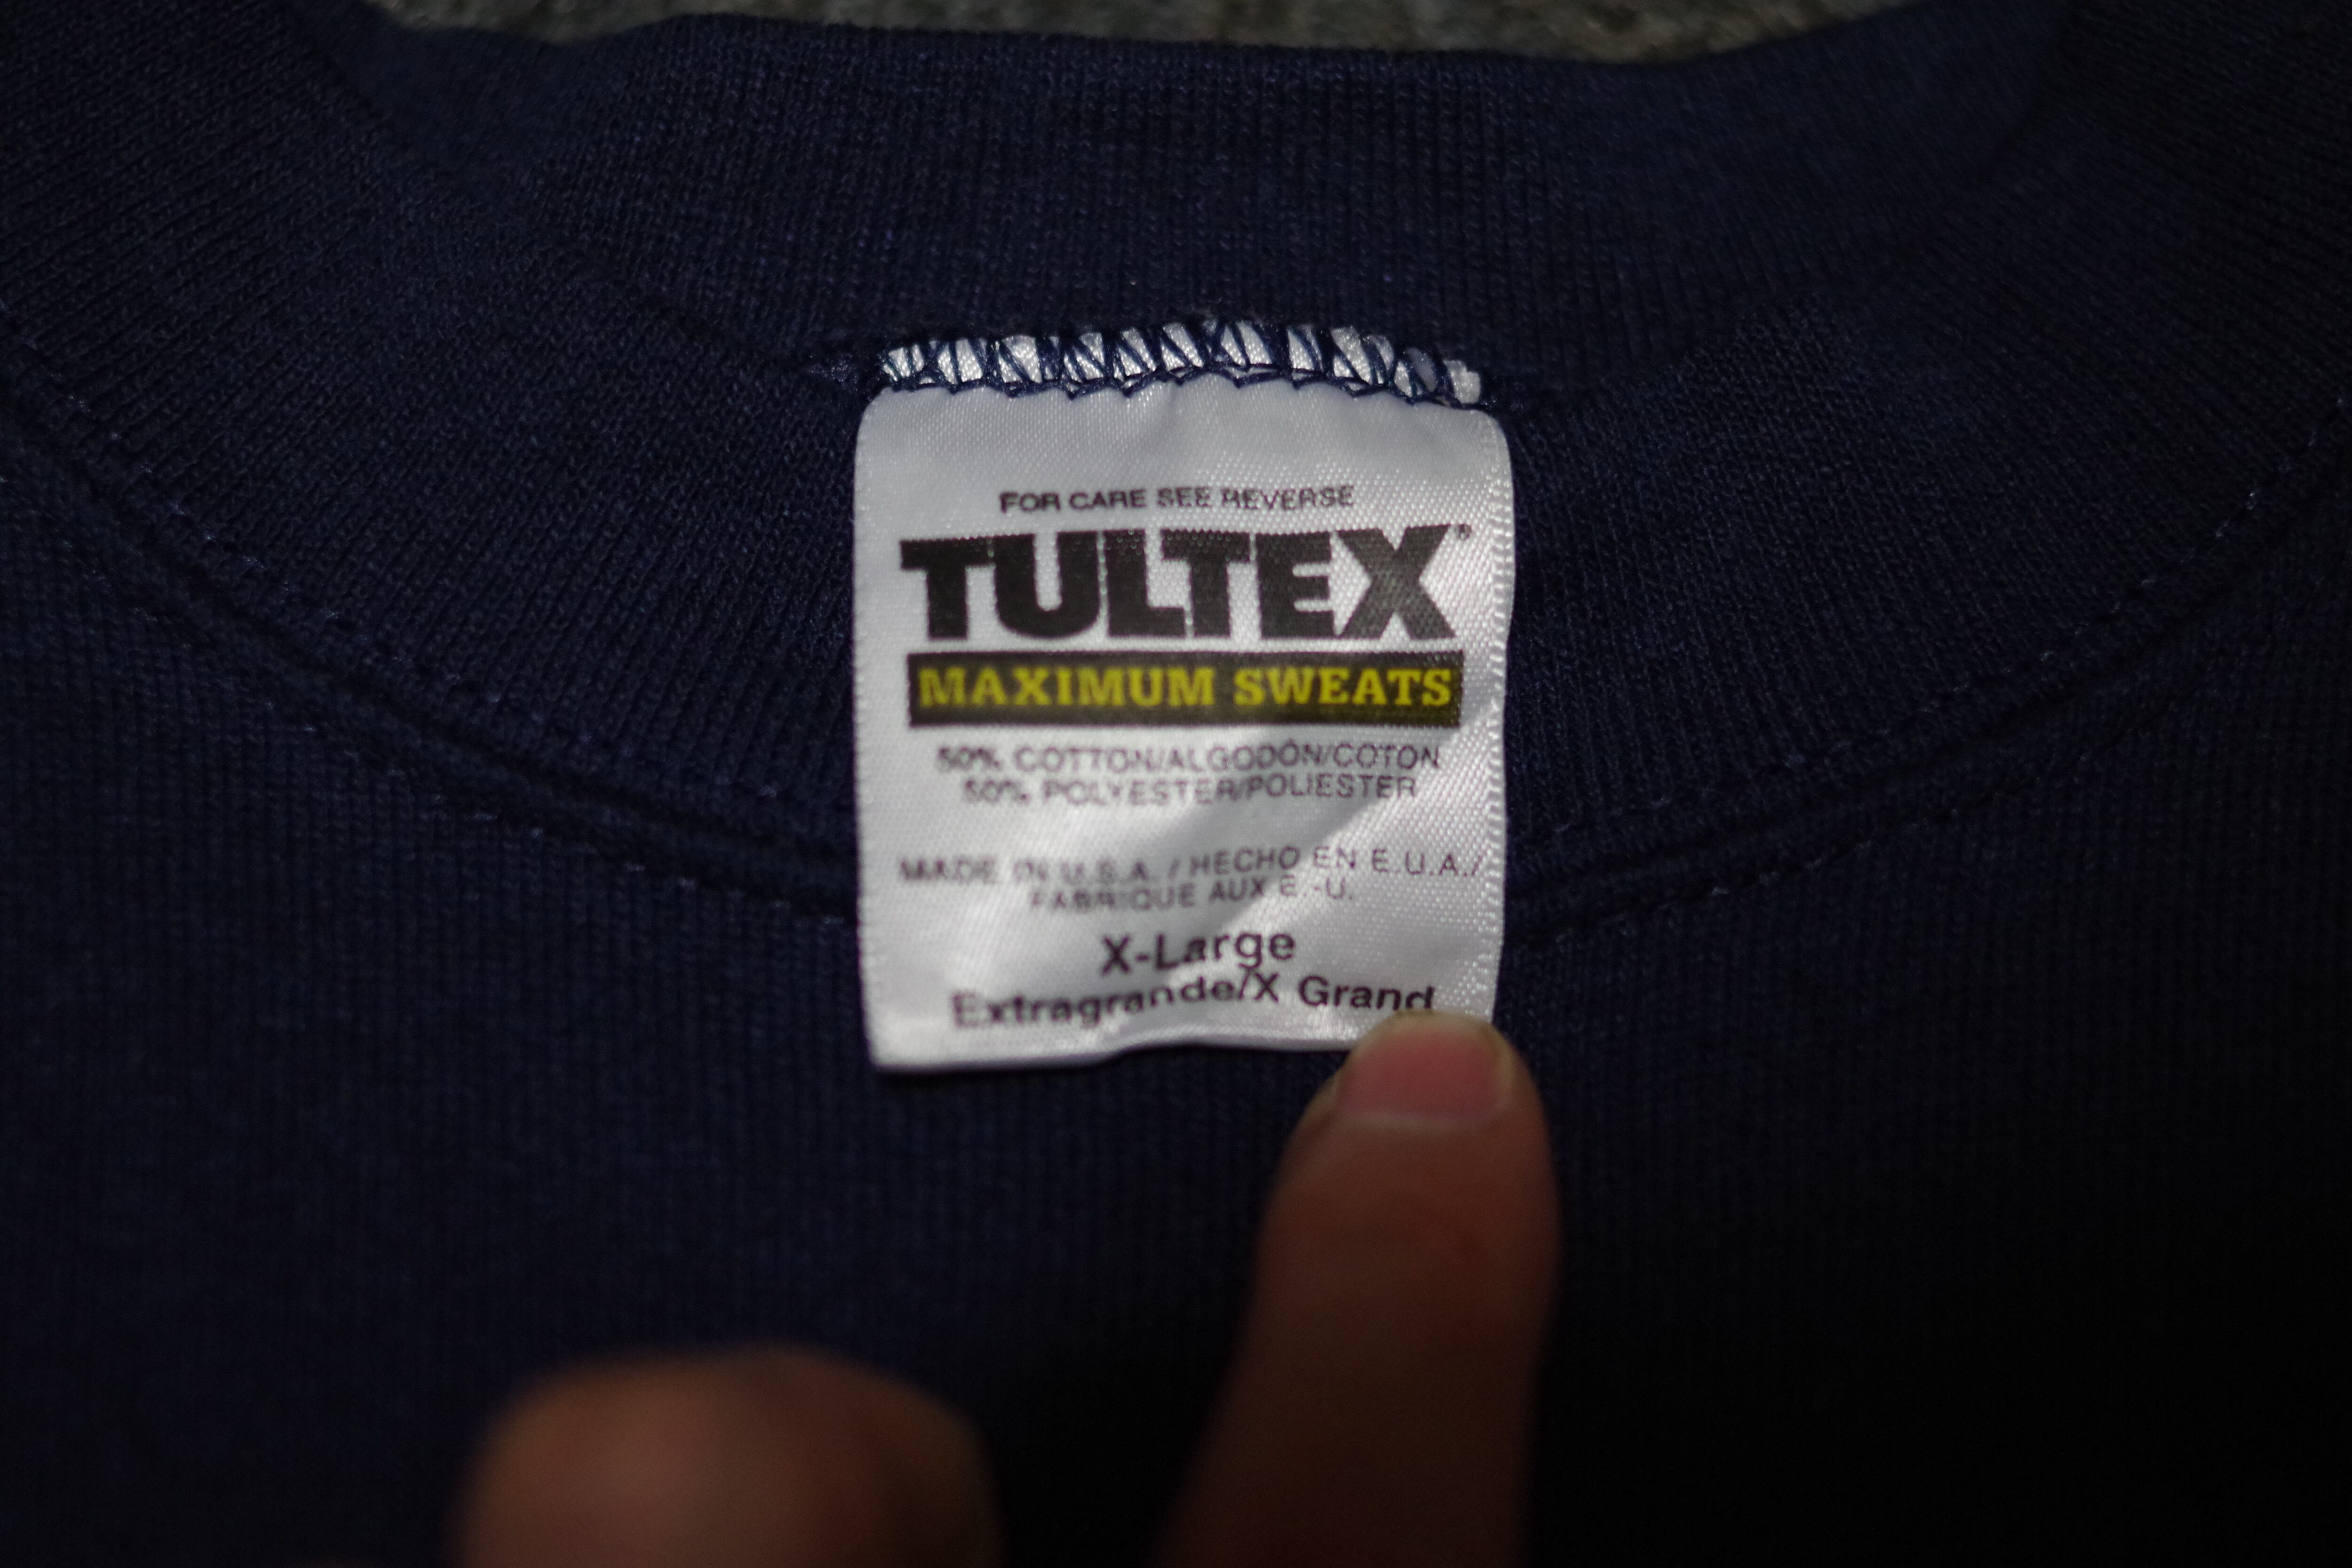 FOR CARE SEE REVERSE
TULTEX®
MAXIMUM SWEATS
50% COTTON/ALGODÓN/COTON
50% POLYESTER/POLIESTER
MADE IN U.S.A. / HECHO EN E.U.A./
FABRIQUE AUX E.-U.
X-Large
Extragrande/X Grand